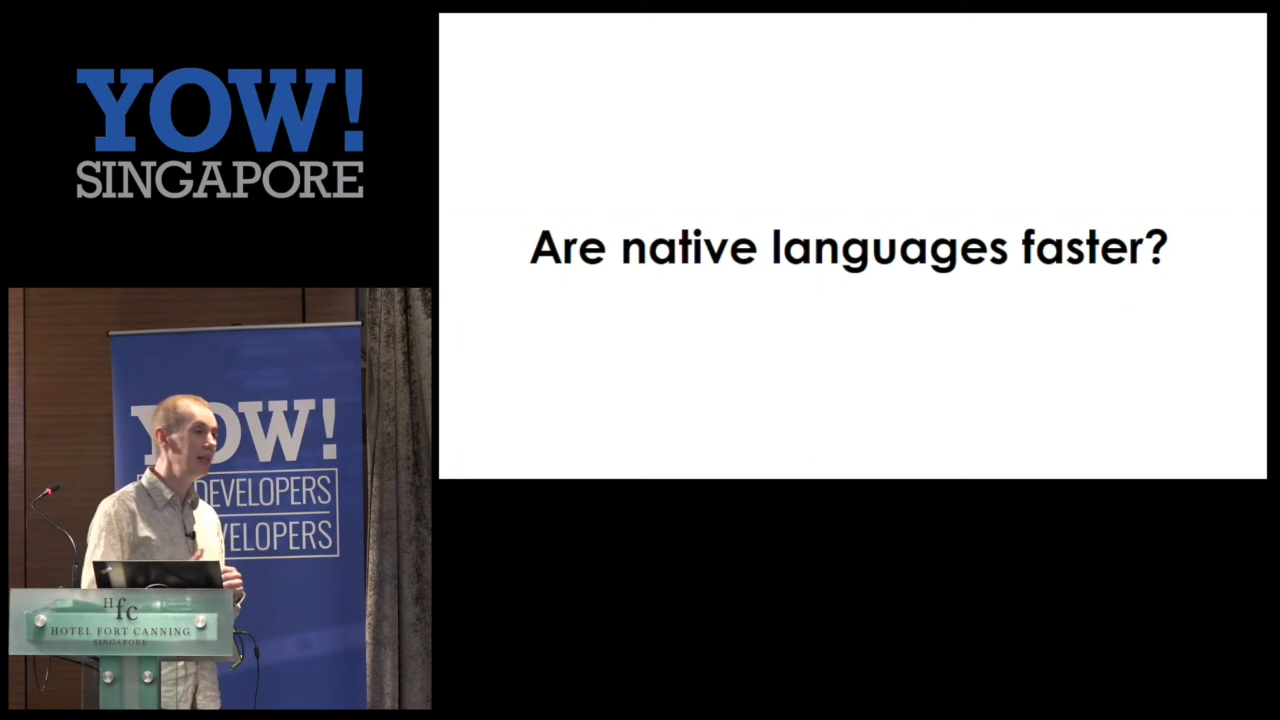 YOW!
SINGAPORE
Are native languages faster?
YOW!
DEVELOPERS
VELOPERS
Hfc
HOTEL FORT CANNING
SINGAPORE